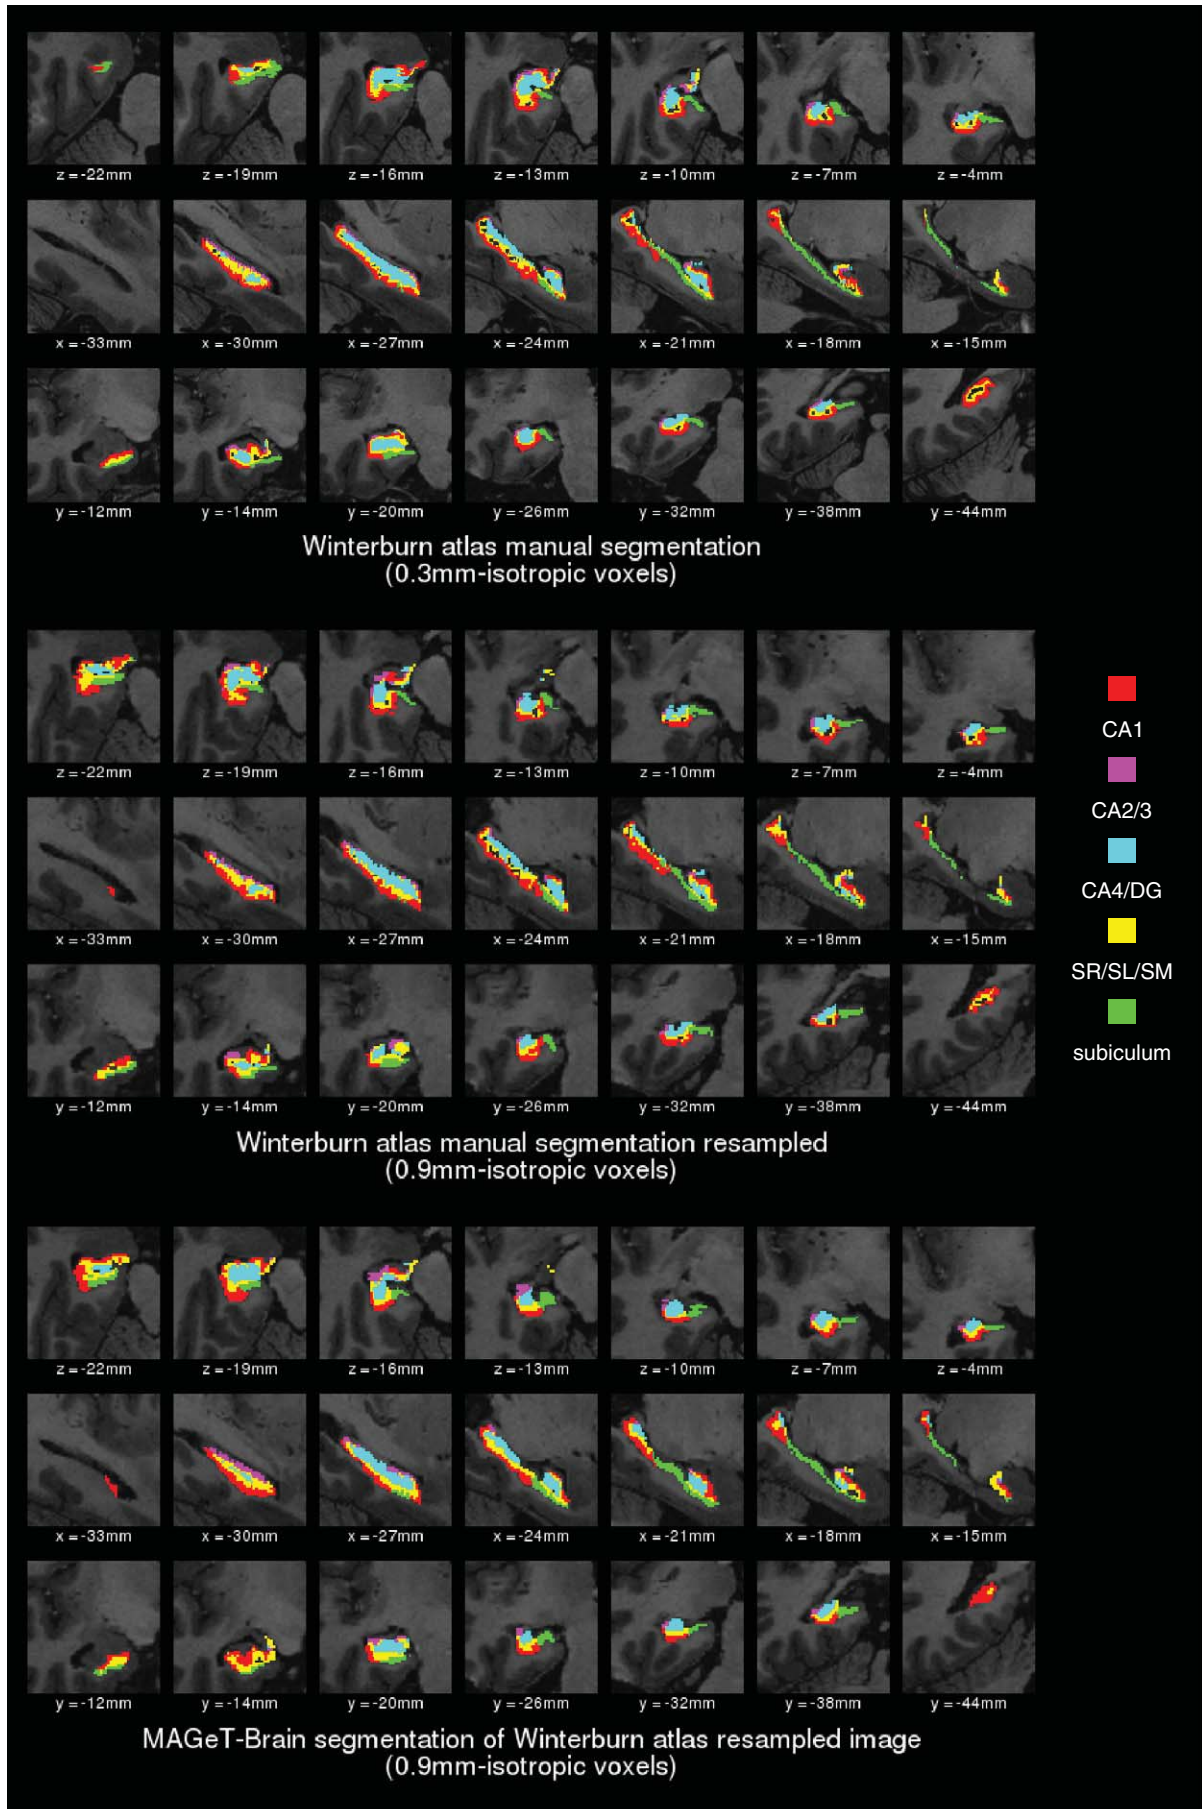 z = -22mm z = -19mm z = -16mm z = -13mm z = -10mm z = -7mm z = -4mm
x = -33mm x = -30mm x = -27mm x = -24mm x = -21mm x = -18mm x = -15mm
y = -12mm y = -14mm y = -20mm y = -26mm y = -32mm y = -38mm y = -44mm
Winterburn atlas manual segmentation
(0.3mm-isotropic voxels)
z = -22mm z = -19mm z = -16mm z = -13mm z = -10mm z = -7mm z = -4mm
x = -33mm x = -30mm x = -27mm x = -24mm x = -21mm x = -18mm x = -15mm
y = -12mm y = -14mm y = -20mm y = -26mm y = -32mm y = -38mm y = -44mm
Winterburn atlas manual segmentation resampled
(0.9mm-isotropic voxels)
z = -22mm z = -19mm z = -16mm z = -13mm z = -10mm z = -7mm z = -4mm
x = -33mm x = -30mm x = -27mm x = -24mm x = -21mm x = -18mm x = -15mm
y = -12mm y = -14mm y = -20mm y = -26mm y = -32mm y = -38mm y = -44mm
MAGeT-Brain segmentation of Winterburn atlas resampled image
(0.9mm-isotropic voxels)
CA1
CA2/3
CA4/DG
SR/SL/SM
subiculum